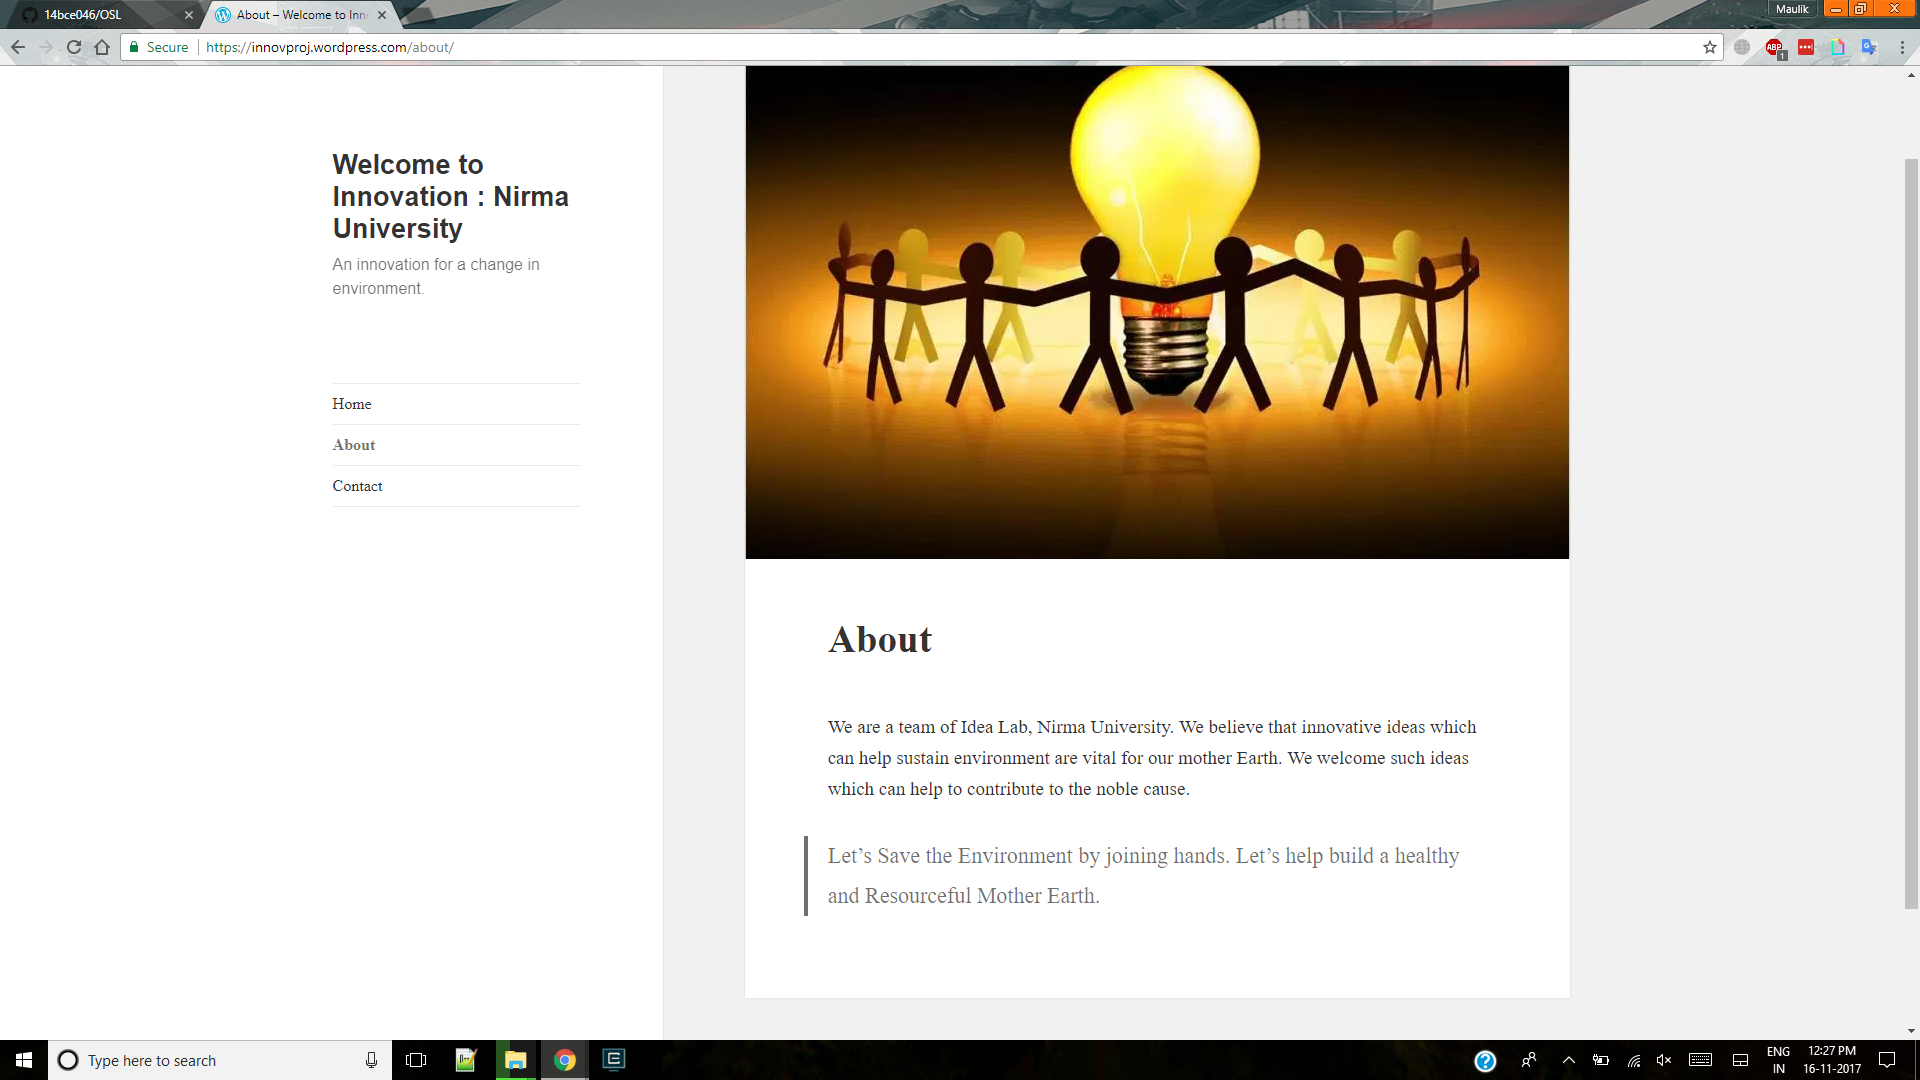 14bce046/OSL
About – Welcome to Inn
Maulik
Secure
https://innovproj.wordpress.com/about/
ABP
1
Welcome to
Innovation : Nirma
University
An innovation for a change in
environment.
Home
About
Contact
About
We are a team of Idea Lab, Nirma University. We believe that innovative ideas which
can help sustain environment are vital for our mother Earth. We welcome such ideas
which can help to contribute to the noble cause.
Let’s Save the Environment by joining hands. Let’s help build a healthy
and Resourceful Mother Earth.
Type here to search
ENG
IN
12:27 PM
16-11-2017